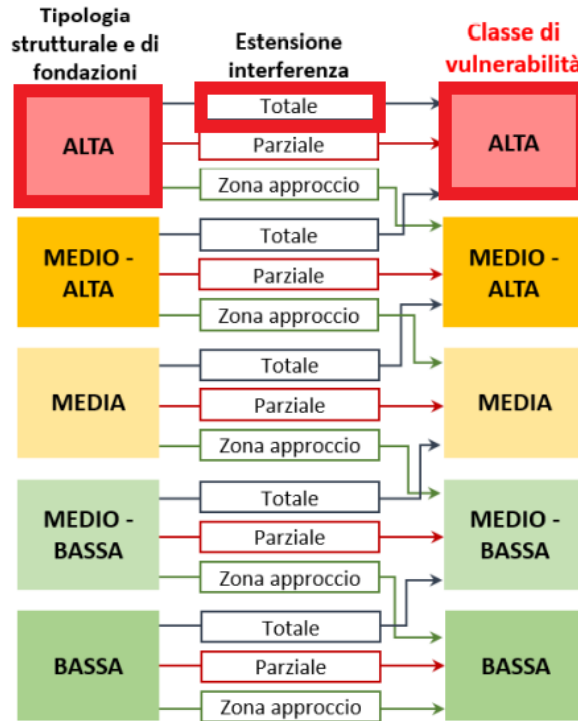 Tipologia
strutturale e di
fondazioni
Estensione
interferenza
Classe di
vulnerabilità
ALTA
Totale
Parziale
Zona approccio
ALTA
MEDIO -
ALTA
Totale
Parziale
Zona approccio
MEDIO -
ALTA
MEDIA
Totale
Parziale
Zona approccio
MEDIA
MEDIO -
BASSA
Totale
Parziale
Zona approccio
MEDIO -
BASSA
BASSA
Totale
Parziale
Zona approccio
BASSA